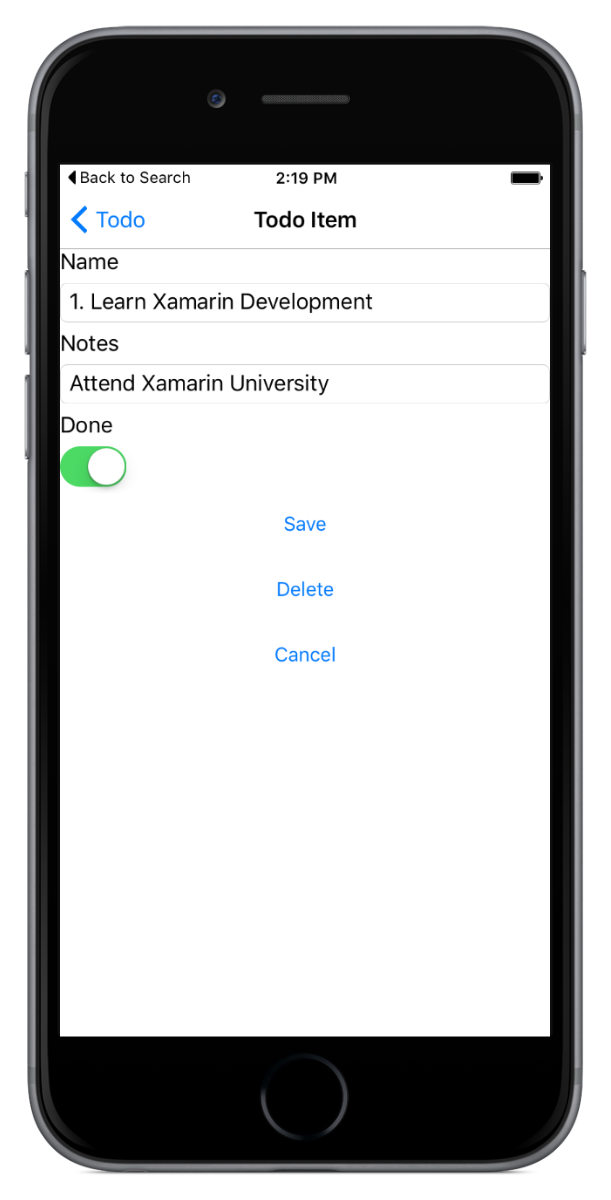 Back to Search 2:19 PM
Todo Todo Item
Name
1. Learn Xamarin Development
Notes
Attend Xamarin University
Done
Save
Delete
Cancel